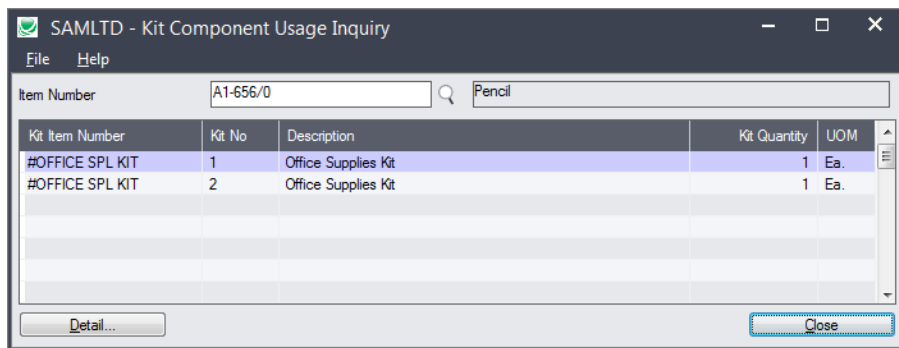 SAMLTD - Kit Component Usage Inquiry
File Help
Item Number A1-656/0 Pencil
Kit Item Number Kit No Description Kit Quantity UOM
#OFFICE SPL KIT 1 Office Supplies Kit 1 Ea.
#OFFICE SPL KIT 2 Office Supplies Kit 1 Ea.
Detail... Close